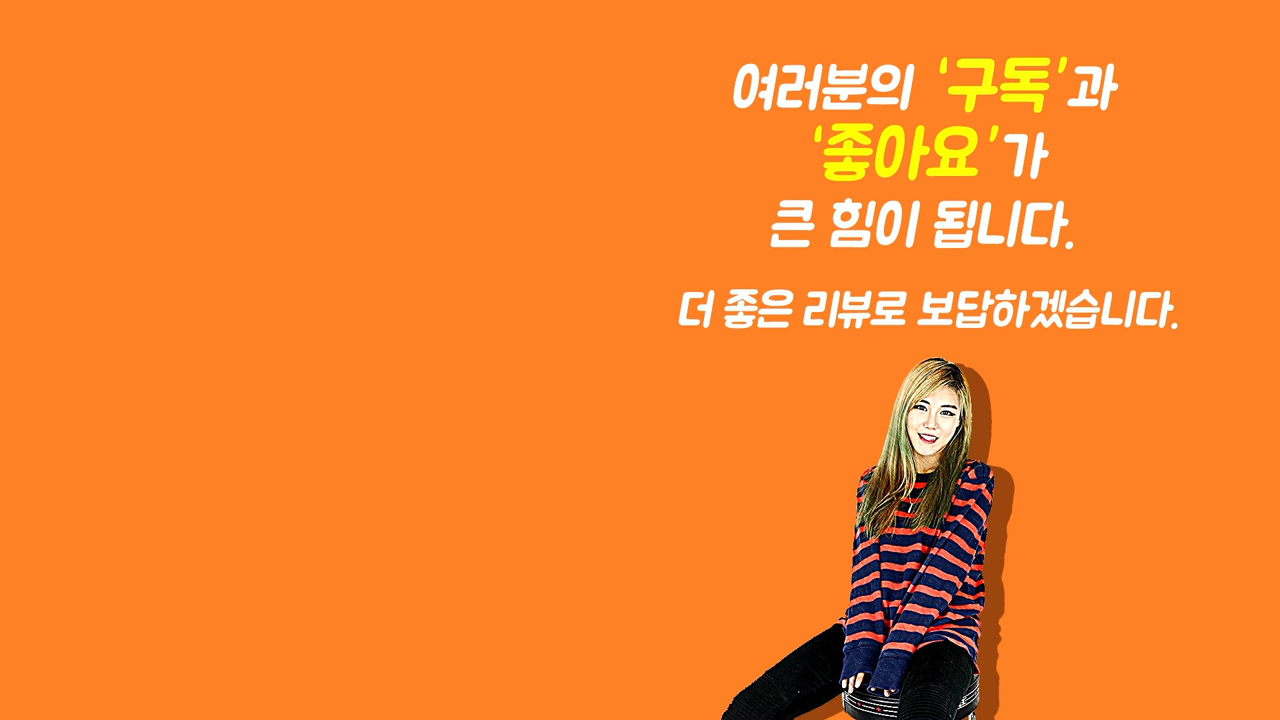 여러분의 '구독'과
'좋아요'가
큰 힘이 됩니다.
더 좋은 리뷰로 보답하겠습니다.